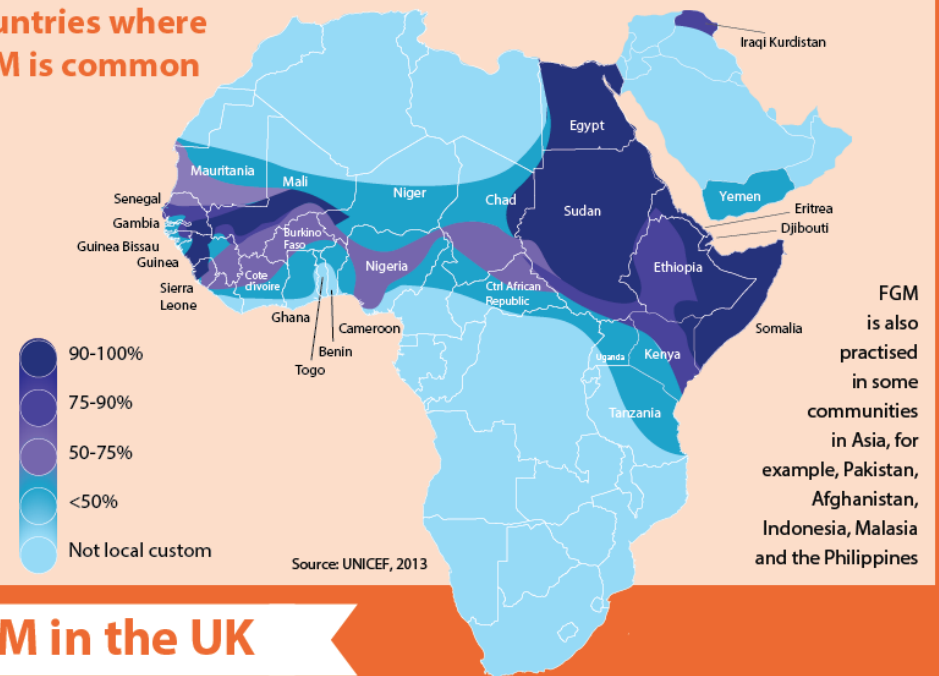 untries where
M is common
Iraqi Kurdistan
Egypt
Mauritania
Mali
Niger
Chad
Sudan
Yemen
Senegal
Gambia
Guinea Bissau
Guinea
Sierra
Leone
Burkino
Faso
Cote
d'ivoire
Nigeria
Ctrl African
Republic
Ethiopia
Eritrea
Djibouti
Somalia
Ghana
Cameroon
Benin
Togo
Uganda
Kenya
Tanzania
90-100%
75-90%
50-75%
<50%
Not local custom
Source: UNICEF, 2013
FGM
is also
practised
in some
communities
in Asia, for
example, Pakistan,
Afghanistan,
Indonesia, Malasia
and the Philippines
M in the UK